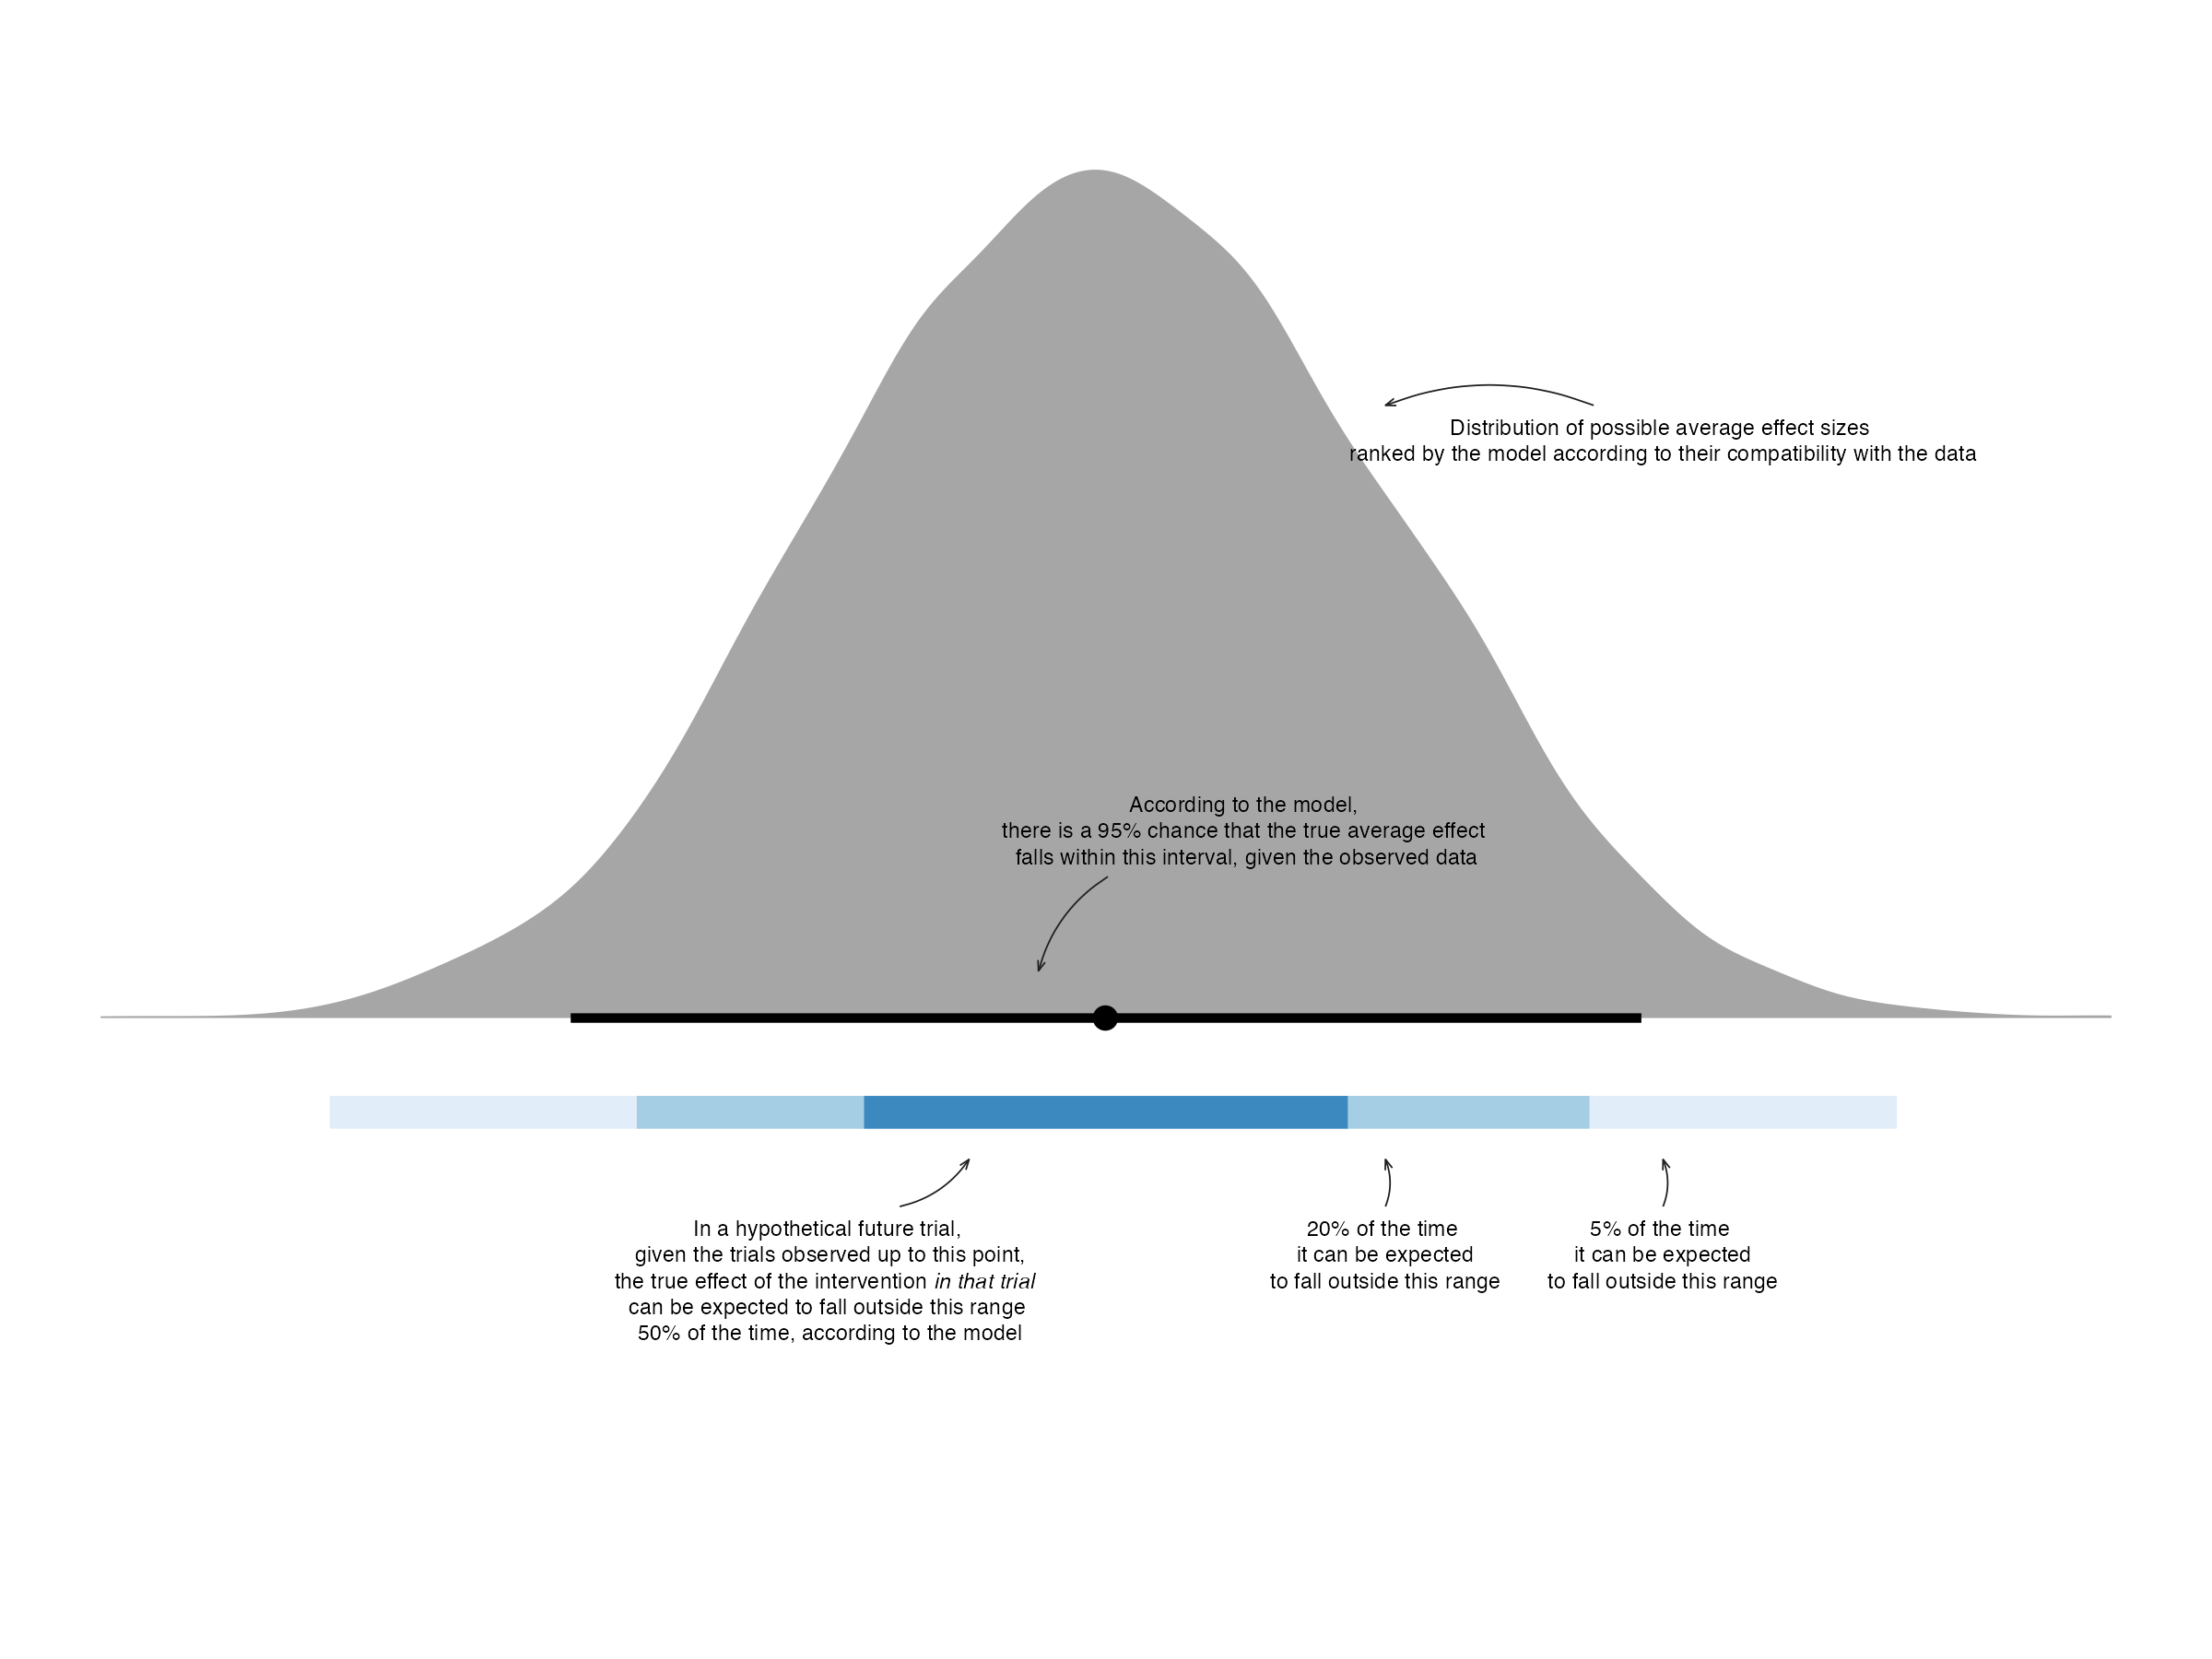 Distribution of possible average effect sizes
ranked by the model according to their compatibility with the data
According to the model,
there is a 95% chance that the true average effect
falls within this interval, given the observed data
In a hypothetical future trial,
given the trials observed up to this point,
the true effect of the intervention in that trial
can be expected to fall outside this range
50% of the time, according to the model
20% of the time
it can be expected
to fall outside this range
5% of the time
it can be expected
to fall outside this range